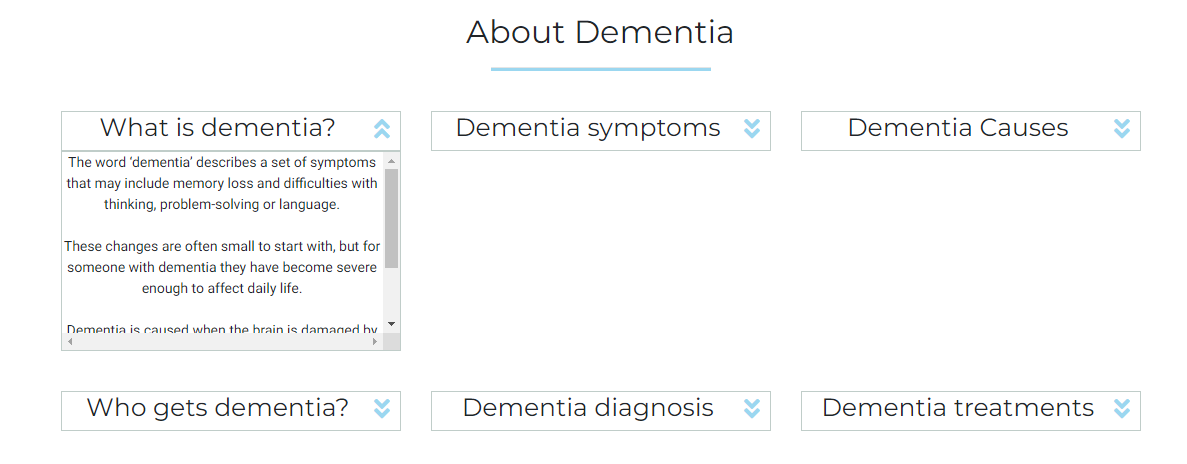 About Dementia
What is dementia?
Dementia symptoms
Dementia Causes
The word ‘dementia’ describes a set of symptoms
that may include memory loss and difficulties with
thinking, problem-solving or language.
These changes are often small to start with, but for
someone with dementia they have become severe
enough to affect daily life.
Dementia is caused when the brain is damaged by
Who gets dementia?
Dementia diagnosis
Dementia treatments